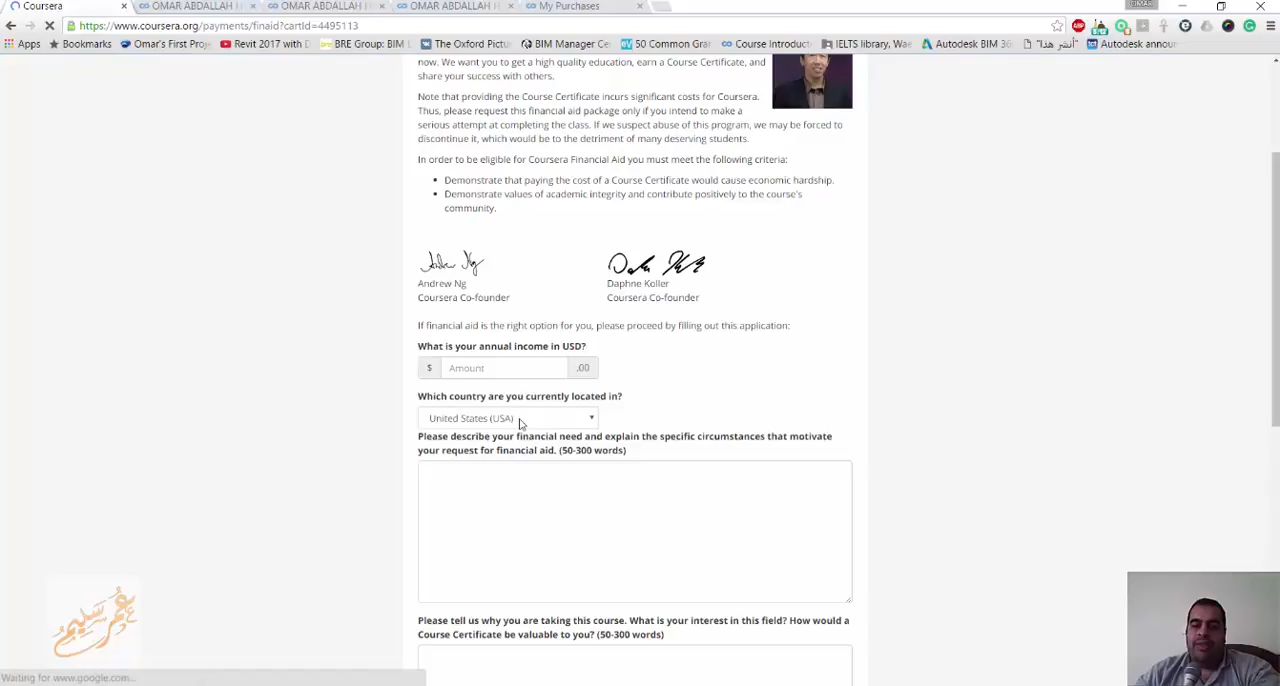 Coursera
OMAR ABDALLAH H
OMAR ABDALLAH H
OMAR ABDALLAH H
My Purchases
OMAR
https://www.coursera.org/payments/finaid?cartId=4495113
Apps
Bookmarks
Omar's First Proj
Revit 2017 with D
BRE Group: BIM L
The Oxford Pictu
BIM Manager Ce
50 Common Gra
Course Introduct
IELTS library, Wa
Autodesk BIM 36
"أنشر هذا"
Autodesk annou
now. We want you to get a high quality education, earn a Course Certificate, and
share your success with others.
Note that providing the Course Certificate incurs significant costs for Coursera.
Thus, please request this financial aid package only if you intend to make a
serious attempt at completing the class. If we suspect abuse of this program, we may be forced to
discontinue it, which would be to the detriment of many deserving students.
In order to be eligible for Coursera Financial Aid you must meet the following criteria:
• Demonstrate that paying the cost of a Course Certificate would cause economic hardship.
• Demonstrate values of academic integrity and contribute positively to the course's
community.
Andrew Ng
Coursera Co-founder
Daphne Koller
Coursera Co-founder
If financial aid is the right option for you, please proceed by filling out this application:
What is your annual income in USD?
$ Amount .00
Which country are you currently located in?
United States (USA)
Please describe your financial need and explain the specific circumstances that motivate
your request for financial aid. (50-300 words)
Please tell us why you are taking this course. What is your interest in this field? How would a
Course Certificate be valuable to you? (50-300 words)
عمر سليم
Waiting for www.google.com...